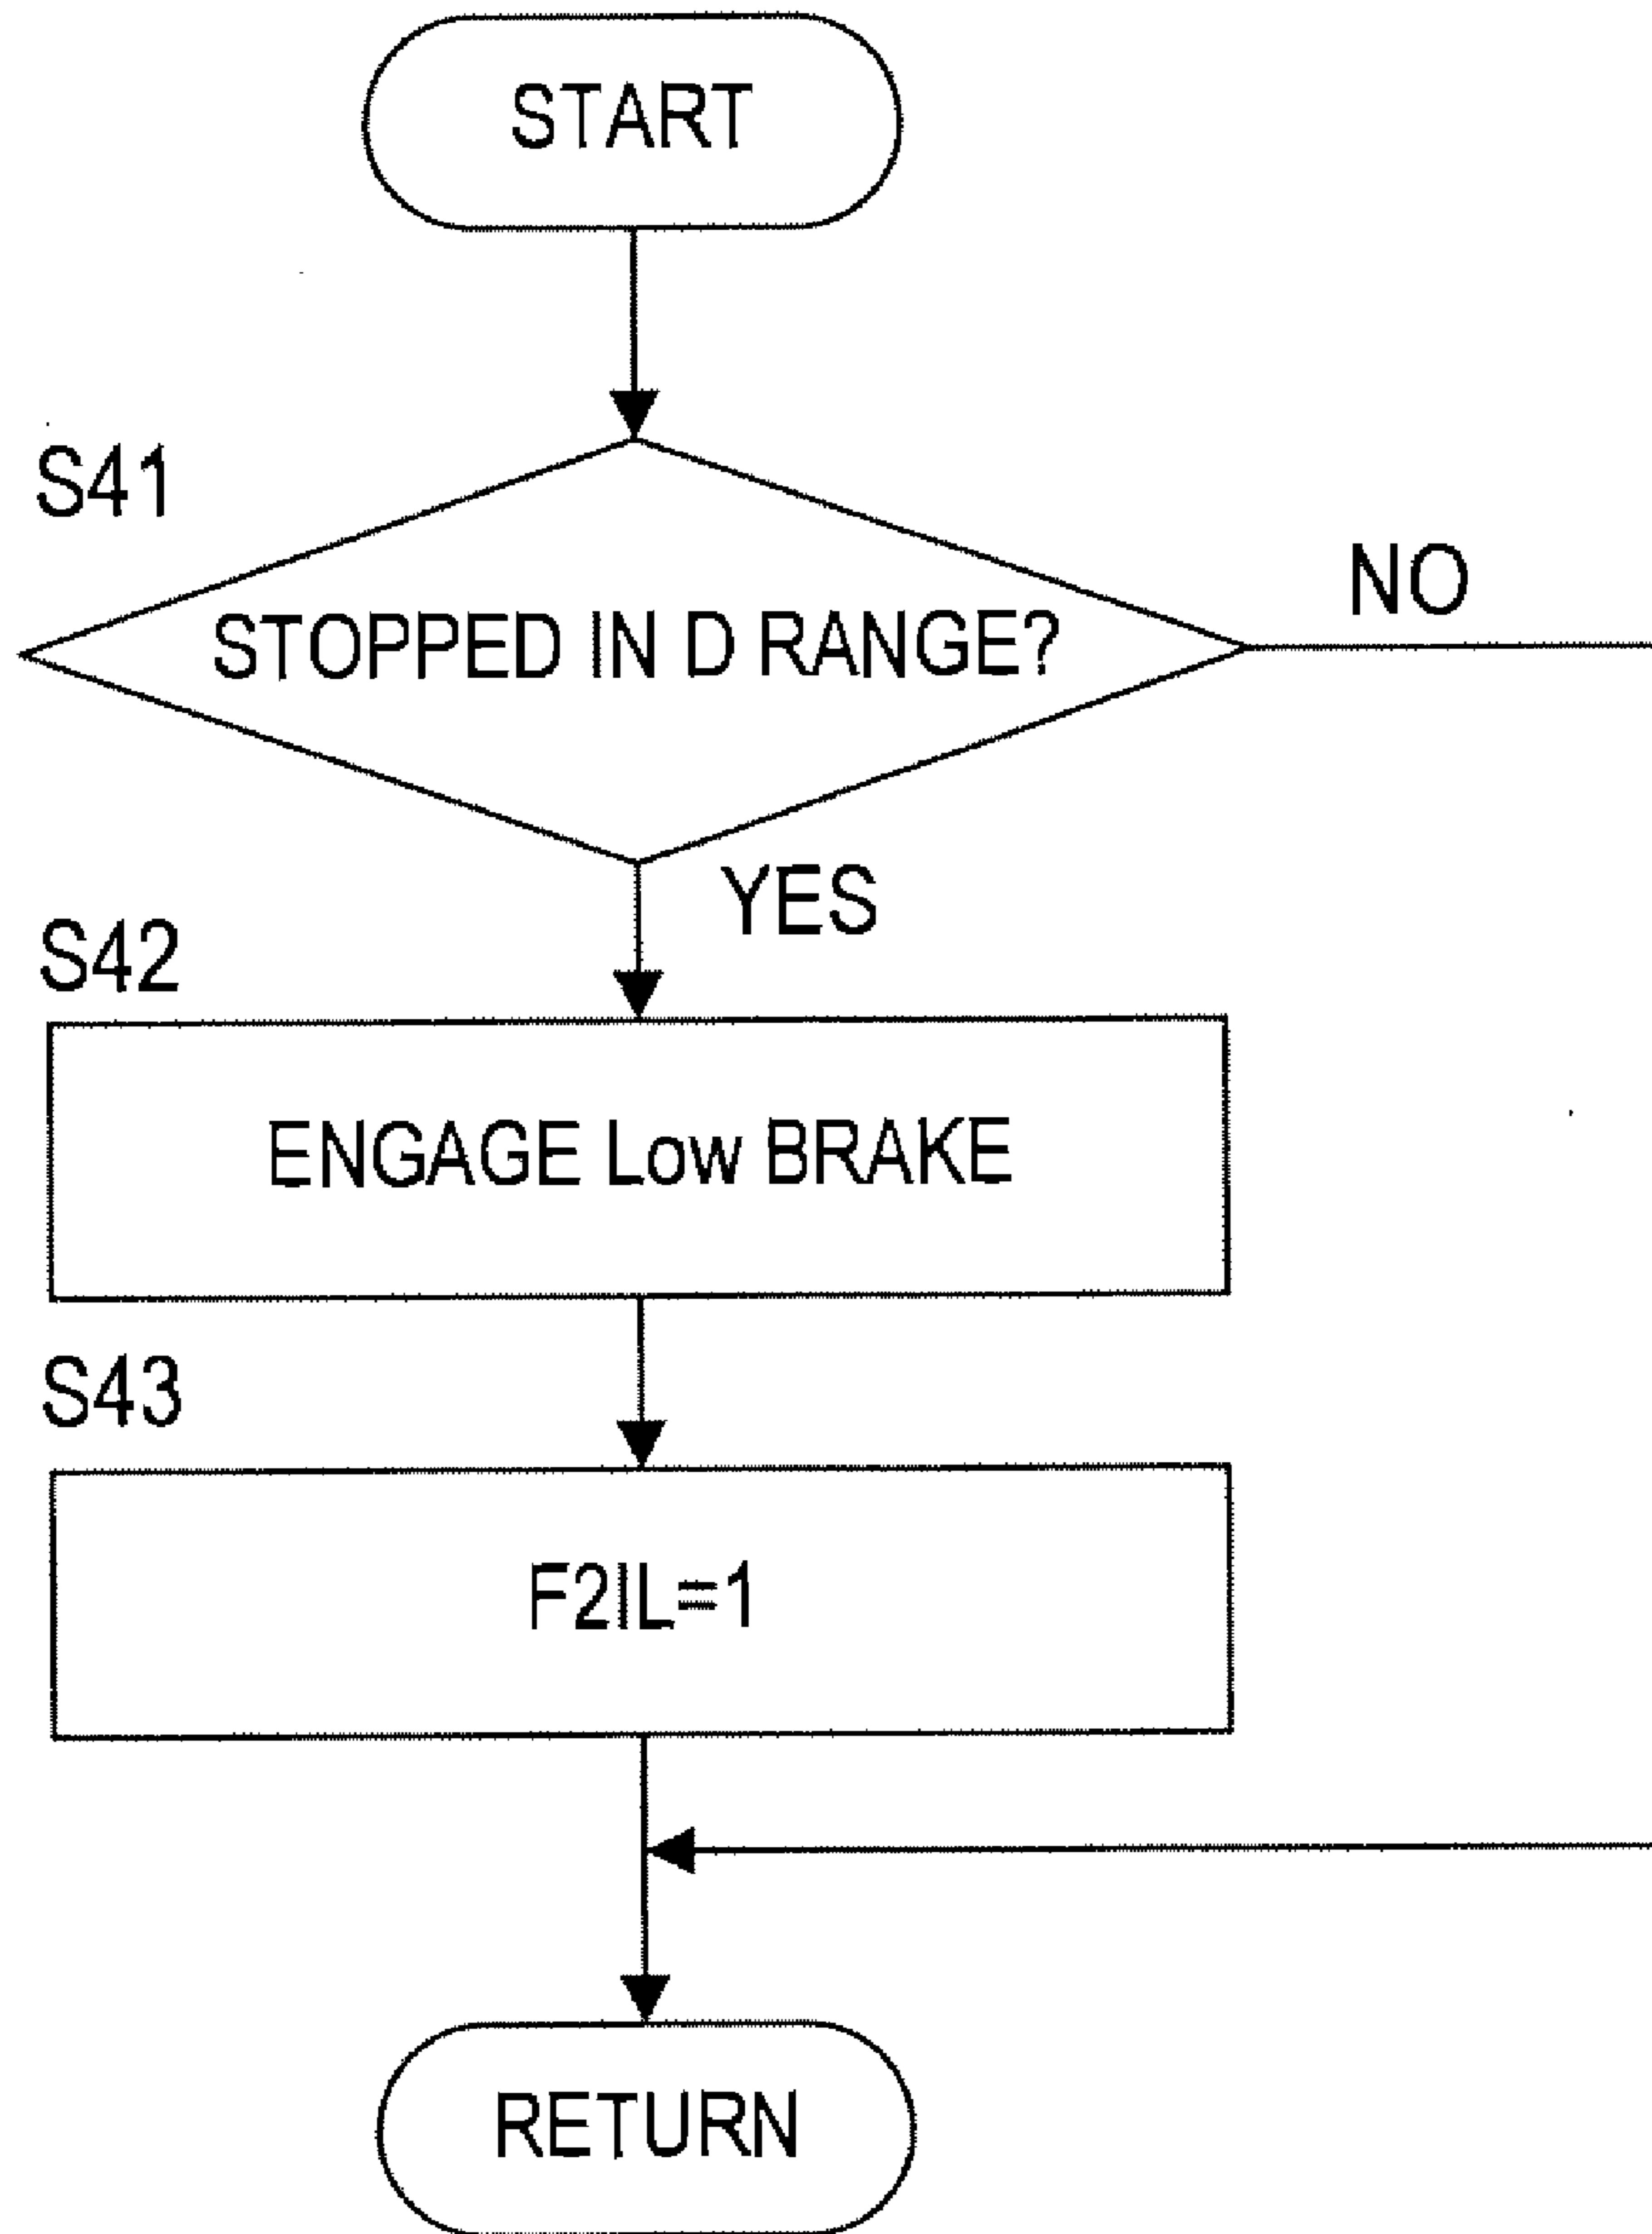 START
S41
STOPPED IN D RANGE?
NO
YES
S42
ENGAGE Low BRAKE
S43
F2IL=1
RETURN